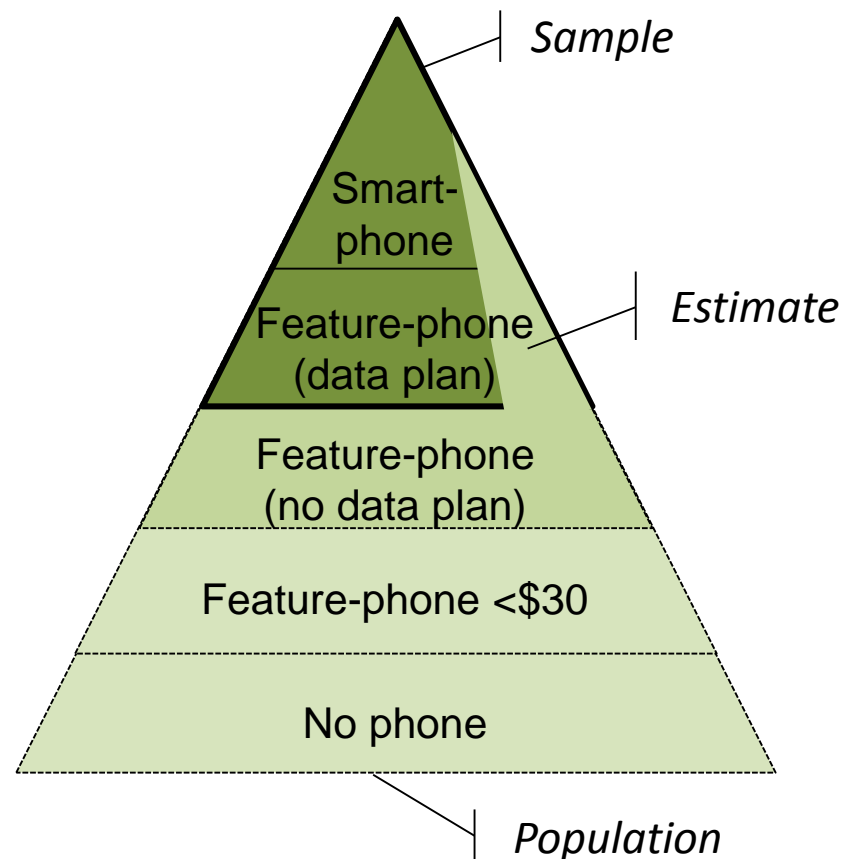 Sample
Smart-
phone
Estimate
Feature-phone
(data plan)
Feature-phone
(no data plan)
Feature-phone <$30
No phone
Population